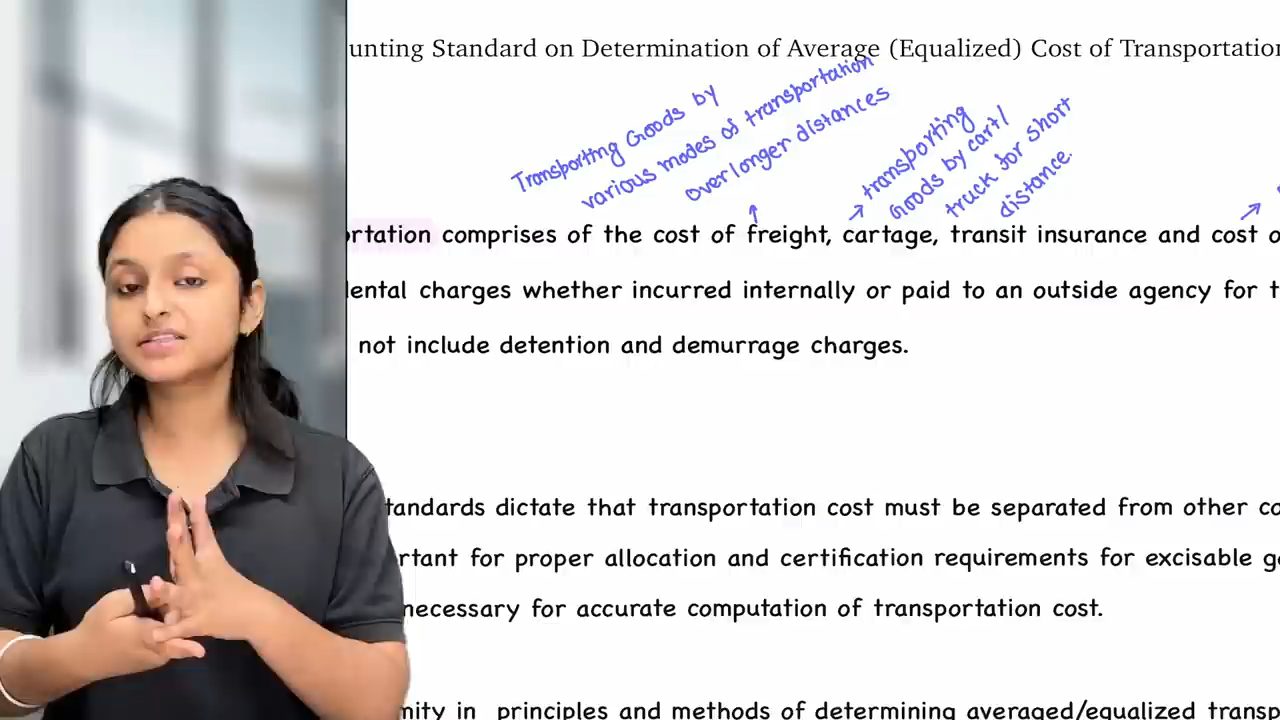 unting Standard on Determination of Average (Equalized) Cost of Transportation
Transporting Goods by
various modes of transportation
over longer distances
transporting
Goods by cart/
truck for short
distance.
rtation comprises of the cost of freight, cartage, transit insurance and cost o
ental charges whether incurred internally or paid to an outside agency for t
not include detention and demurrage charges.
tandards dictate that transportation cost must be separated from other co
rtant for proper allocation and certification requirements for excisable g
necessary for accurate computation of transportation cost.
mity in principles and methods of determining averaged/equalized transp